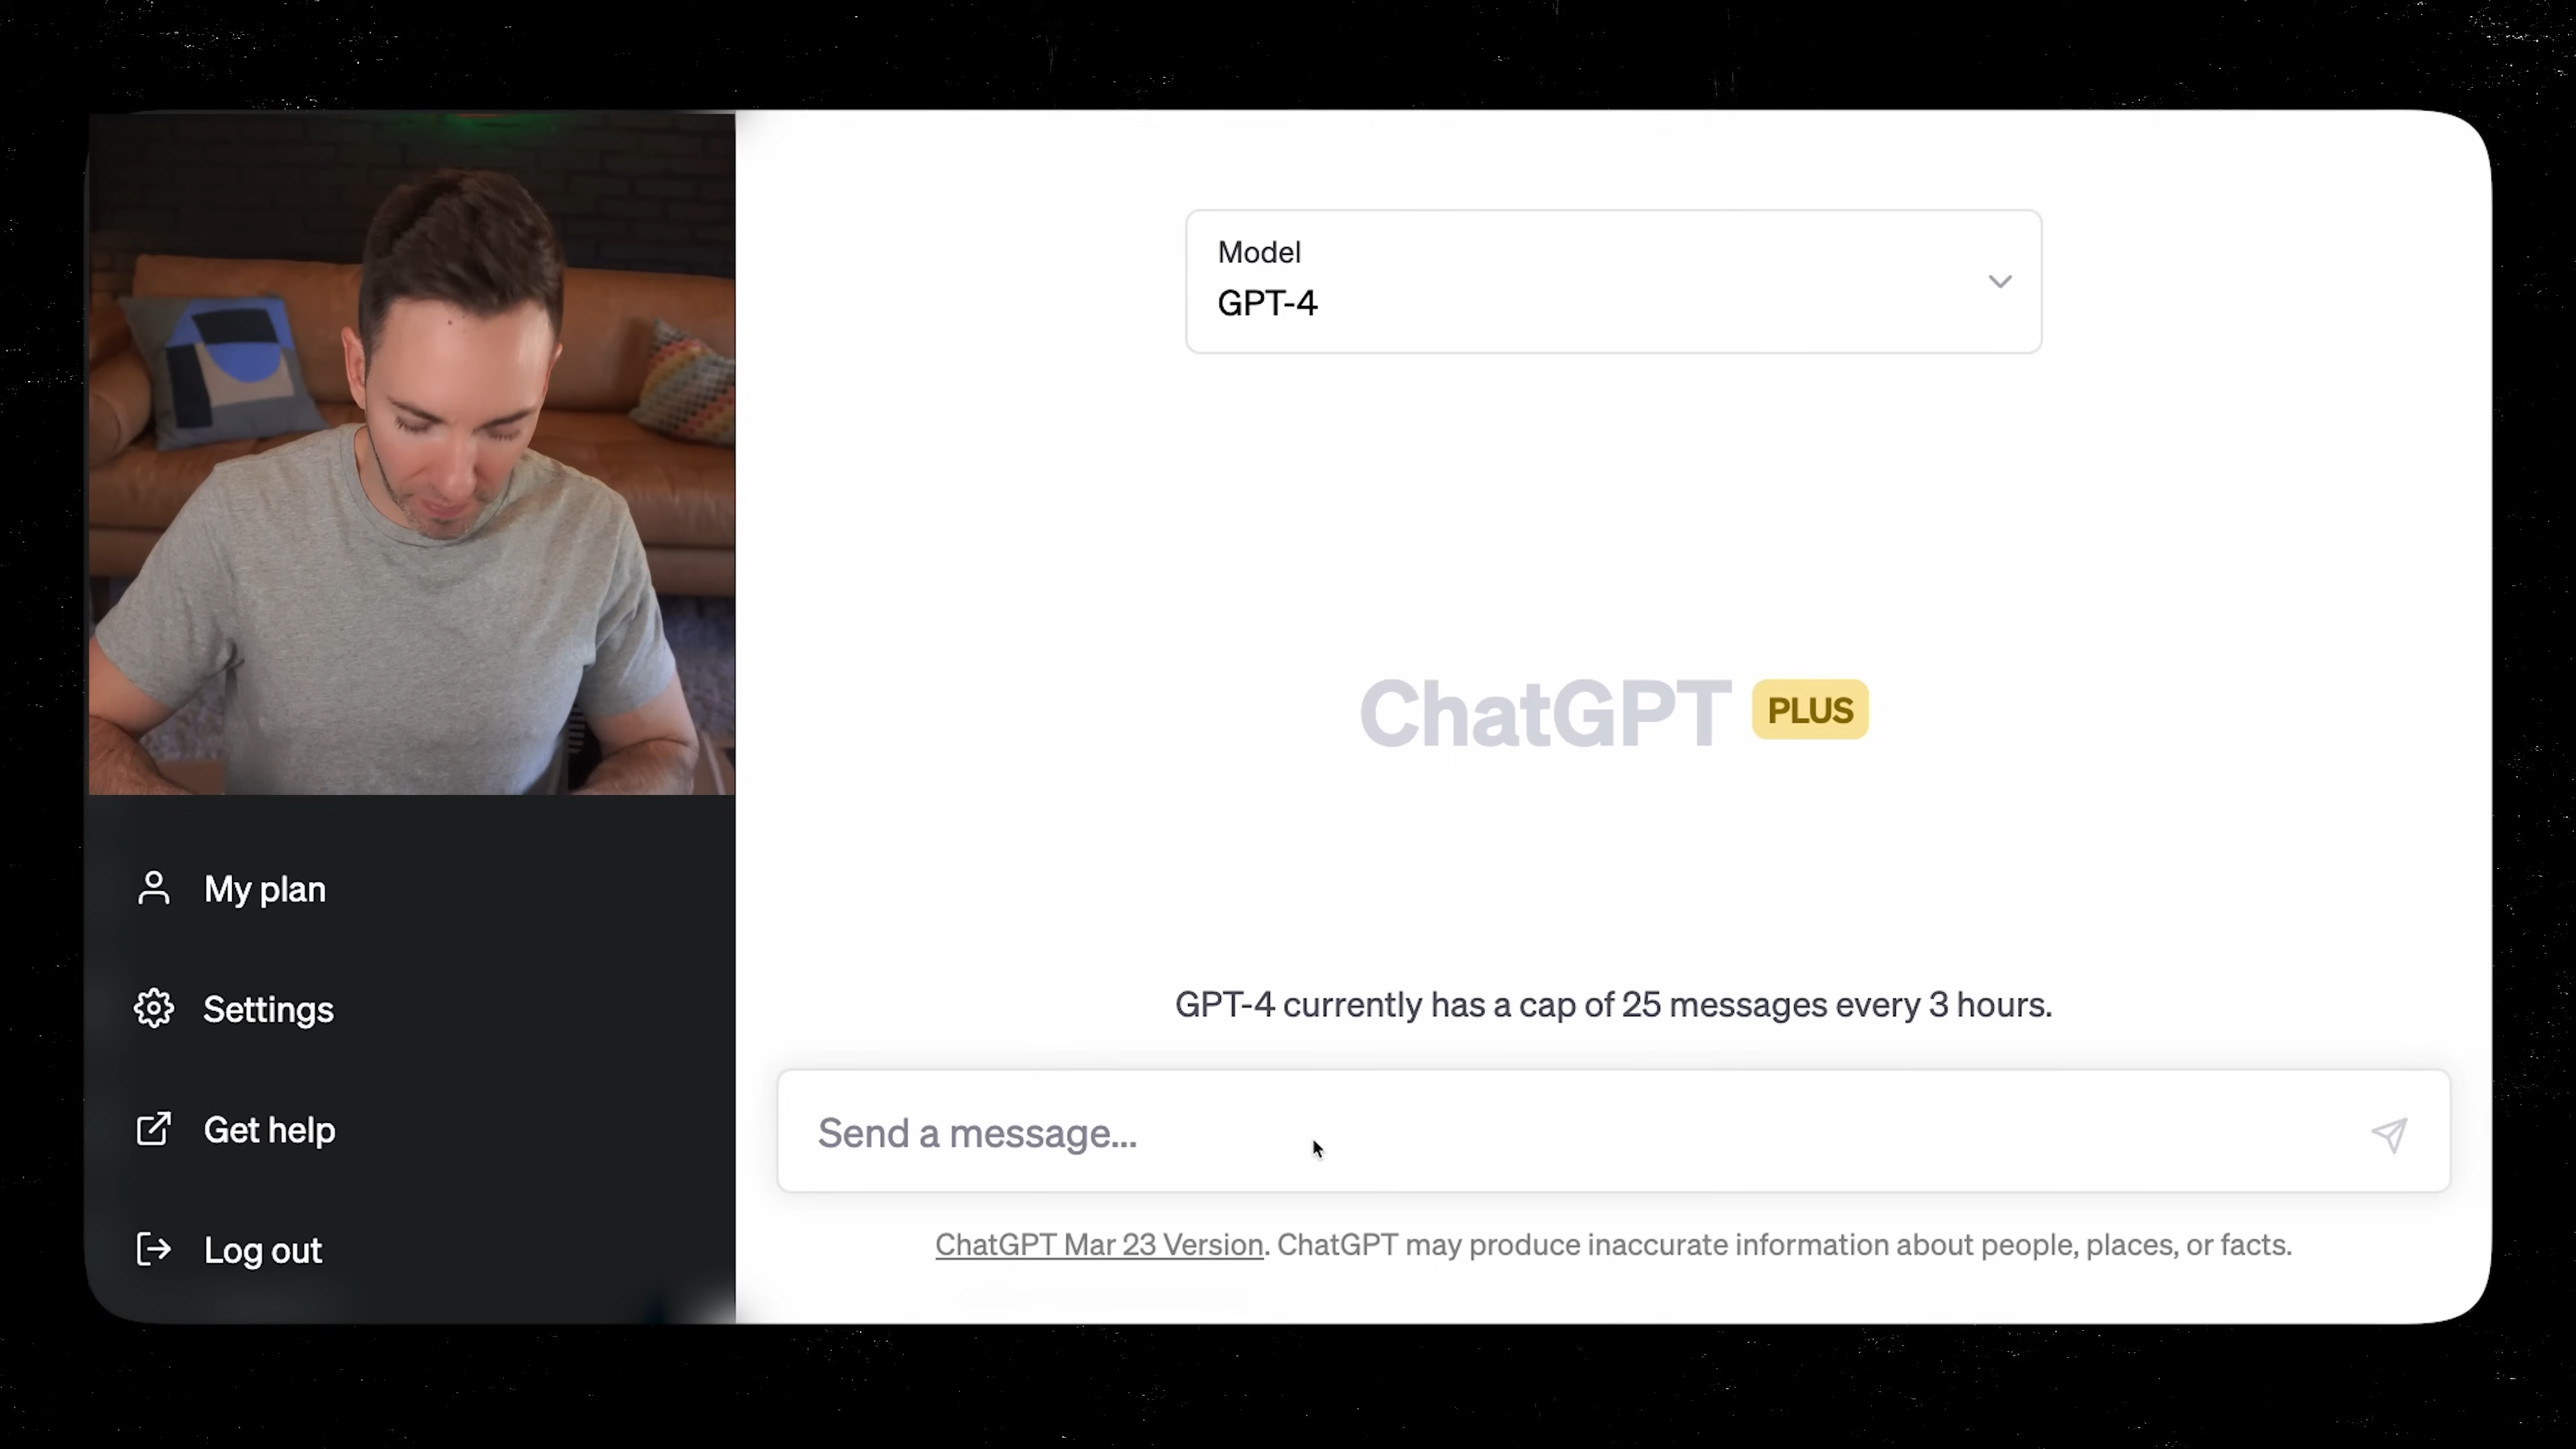 Model
GPT-4
ChatGPT PLUS
GPT-4 currently has a cap of 25 messages every 3 hours.
Send a message...
ChatGPT Mar 23 Version. ChatGPT may produce inaccurate information about people, places, or facts.
My plan
Settings
Get help
Log out